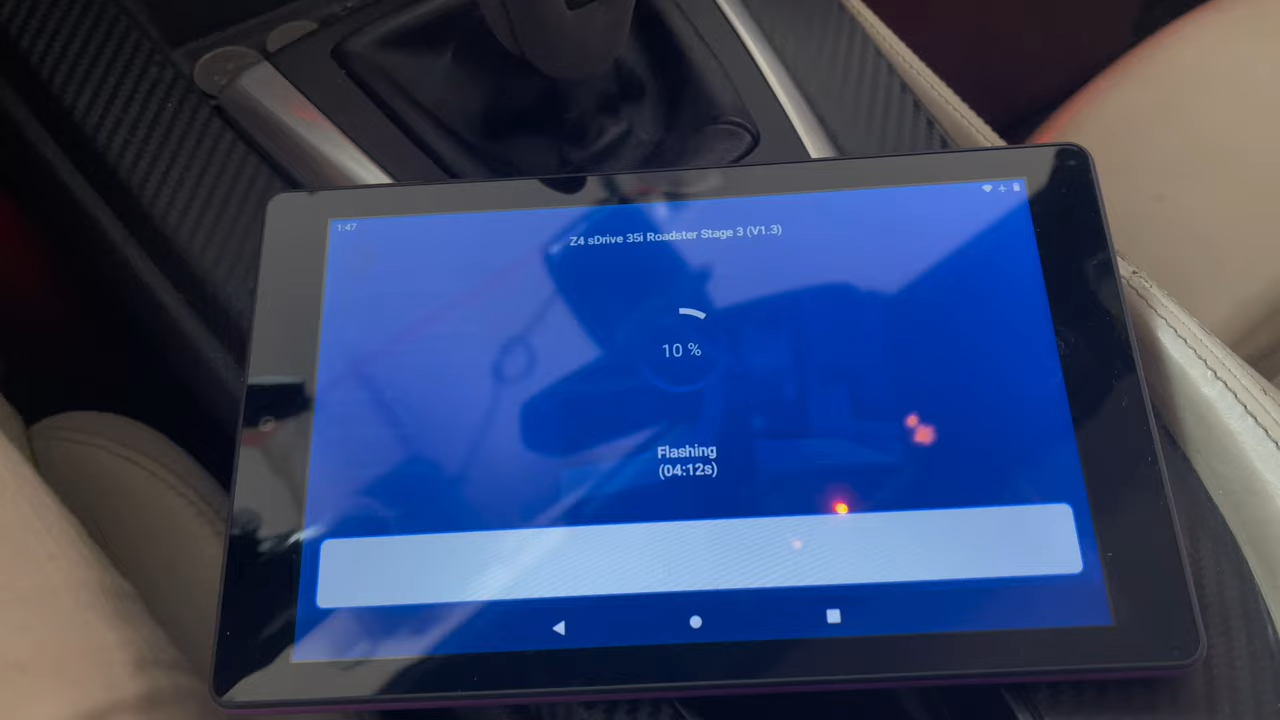 1:47
Z4 sDrive 35i Roadster Stage 3 (V1.3)
10 %
Flashing
(04:12s)